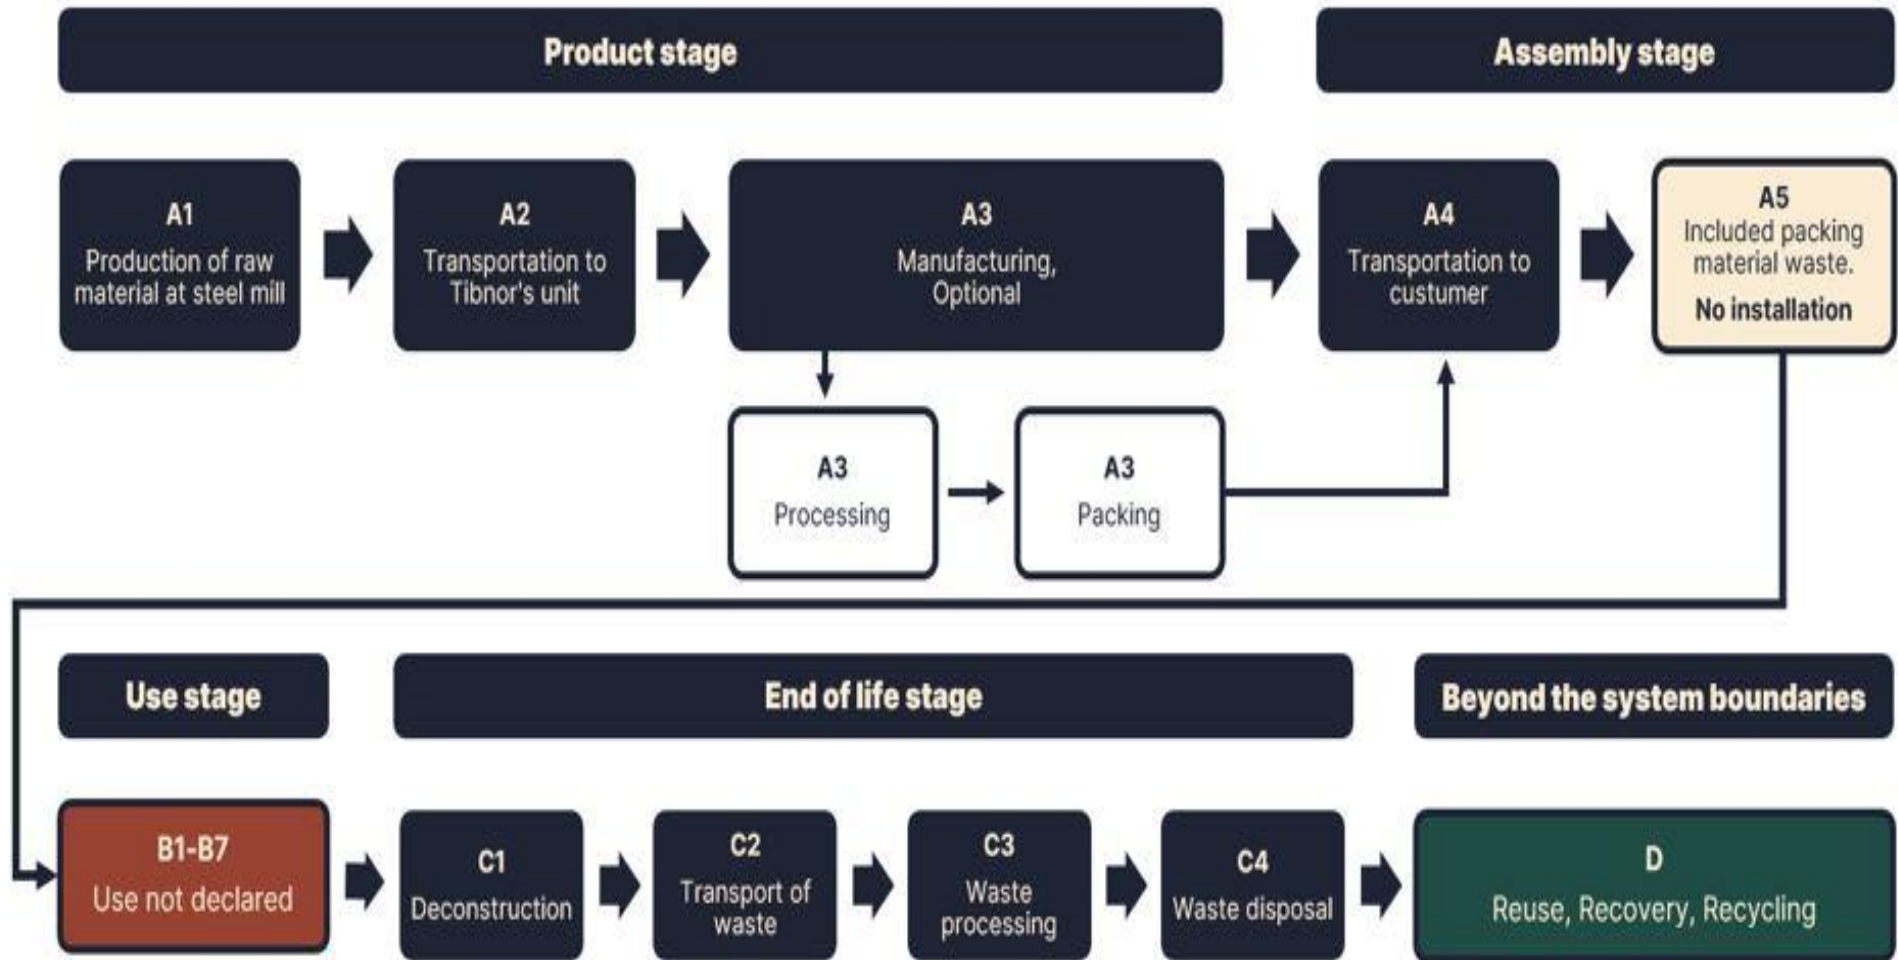 Product stage
Assembly stage
A1
Production of raw
material at steel mill
A2
Transportation to
Tibnor's unit
A3
Manufacturing,
Optional
A4
Transportation to
custumer
A5
Included packing
material waste.
No installation
A3
Processing
A3
Packing
Use stage
End of life stage
Beyond the system boundaries
B1-B7
Use not declared
C1
Deconstruction
C2
Transport of
waste
C3
Waste
processing
C4
Waste disposal
D
Reuse, Recovery, Recycling